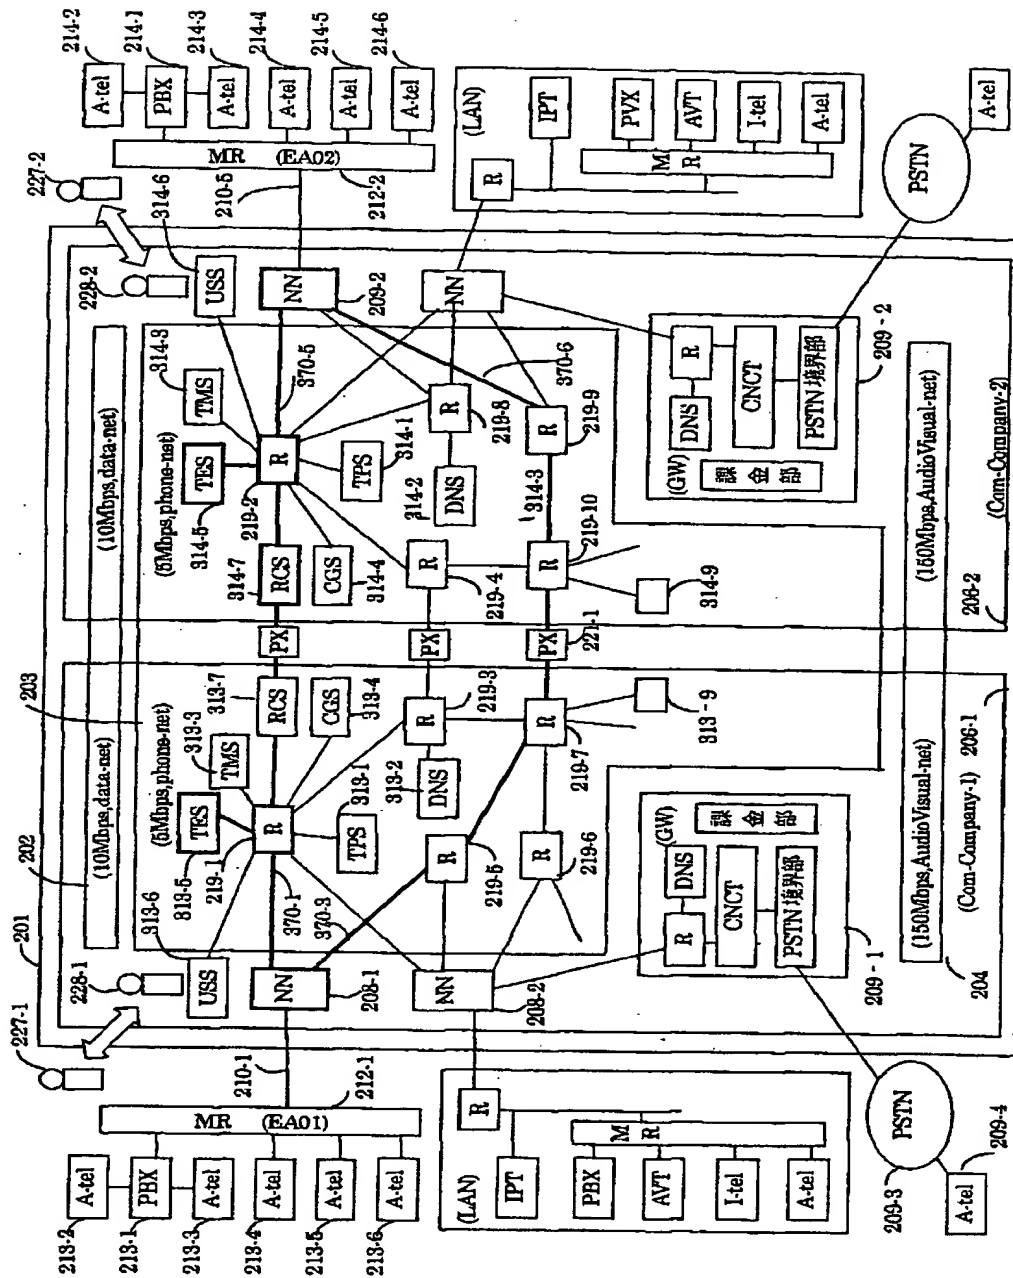 213-2
213-1
213-3
213-4
213-5
213-6
A-tel
PBX
A-tel
A-tel
A-tel
A-tel
MR (EA01)
212-1
210-1
227-1
228-1
201
202
203
(10Mbps,data-net)
(10Mbps,data-net)
228-2
227-2
314-6
210-5
MR (EA02)
212-2
A-tel
PBX
A-tel
A-tel
A-tel
A-tel
214-2
214-1
214-3
214-4
214-5
214-6
313-6
USS
313-5
TES
219-1
313-3
TMS
(5Mbps,phone-net)
R
313-7
RCS
CGS
313-4
370-1
370-3
TPS
313-1
NN
208-1
NN
208-2
PX
314-7
RCS
CGS
314-4
(5Mbps,phone-net)
314-5
TES
219-2
R
TMS
314-3
USS
370-5
TPS
314-1
NN
209-2
NN
313-2
DNS
R
219-3
R
219-5
R
219-6
R
219-7
313-9
PX
PX
221-1
R
219-4
R
219-10
314-9
314-2
DNS
R
219-8
370-6
314-3
R
219-9
(LAN)
R
IPT
M
R
PBX
AVT
I-tel
A-tel
(LAN)
R
IPT
M
R
PVX
AVT
I-tel
A-tel
(GW)
R
DNS
CNCT
PSTN境界部
課金部
209-1
(GW)
DNS
R
CNCT
PSTN境界部
課金部
209-2
209-3
PSTN
A-tel
209-4
204
(150Mbps,AudioVisual-net)
(Com-Company-1)
206-1
(150Mbps,AudioVisual-net)
(Com-Company-2)
206-2
PSTN
A-tel